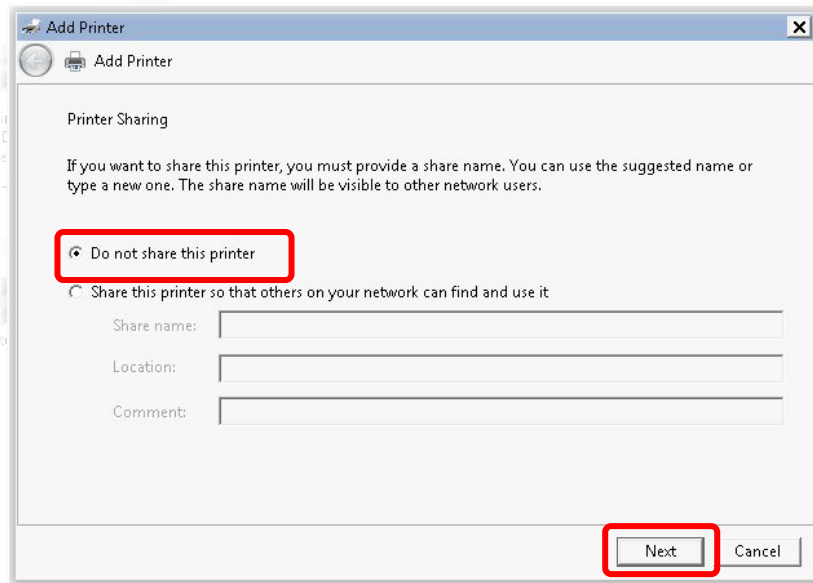 Add Printer
Add Printer
Printer Sharing
If you want to share this printer, you must provide a share name. You can use the suggested name or
type a new one. The share name will be visible to other network users.
Do not share this printer
Share this printer so that others on your network can find and use it
Share name:
Location:
Comment:
Next Cancel